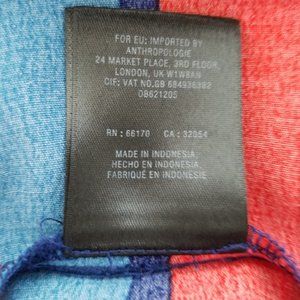 FOR EU: IMPORTED BY
ANTHROPOLOGIE
24 MARKET PLACE, 3RD FLOOR,
LONDON, UK-W1W8AN
CIF: VAT NO.GB 684936382
08621205
RN : 66170 CA : 32054
MADE IN INDONESIA
HECHO EN INDONESIA
FABRIQUÉ EN INDONESIE